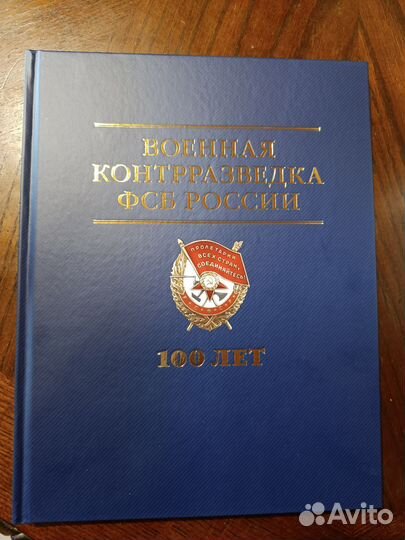 ВОЕННАЯ
КОНТРРАЗВЕДКА
ФСБ РОССИИ
ПРОЛЕТАРИИ
ВСЕХ СТРАН,
СОЕДИНЯЙТЕСЬ!
100 ЛЕТ
Avito